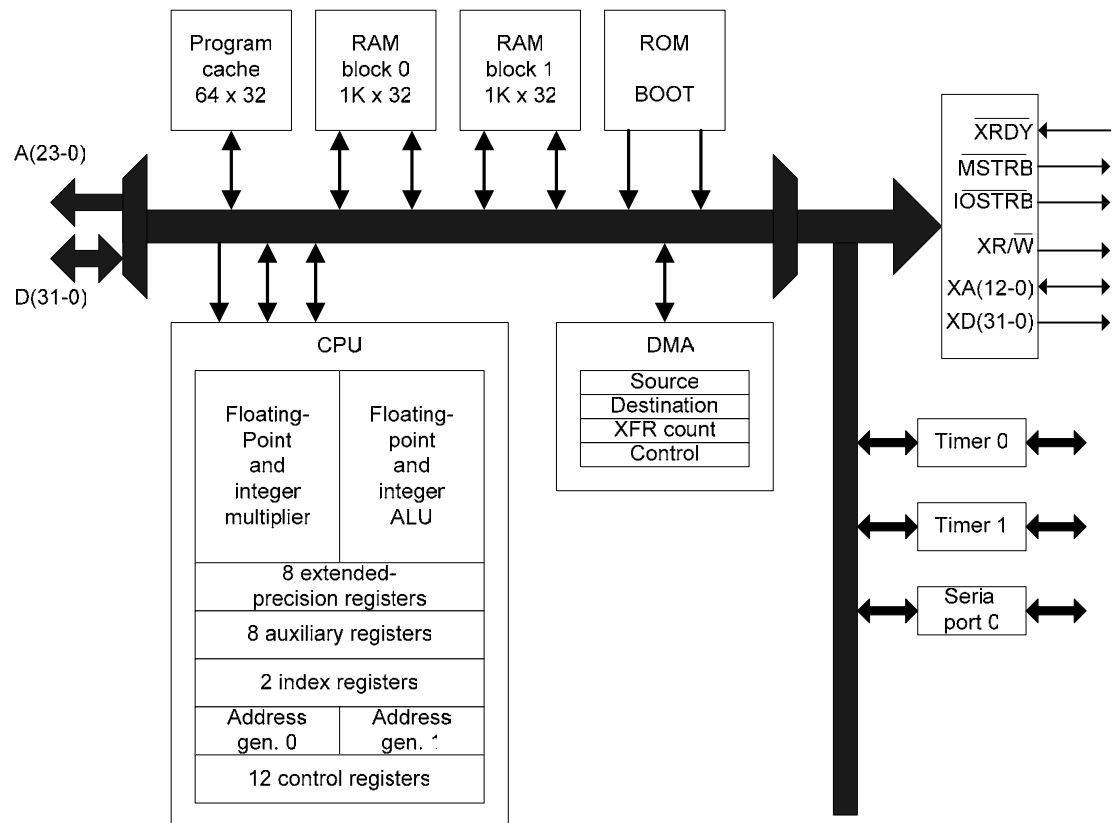 Program
cache
64 x 32
RAM
block 0
1K x 32
RAM
block 1
1K x 32
ROM
BOOT
A(23-0)
D(31-0)
XRDY
MSTRB
IOSTRB
XR/W
XA(12-0)
XD(31-0)
CPU
Floating-
Point
and
integer
multiplier
Floating-
point
and
integer
ALU
8 extended-
precision registers
8 auxiliary registers
2 index registers
Address
gen. 0
Address
gen. 1
12 control registers
DMA
Source
Destination
XFR count
Control
Timer 0
Timer 1
Seria
port 0